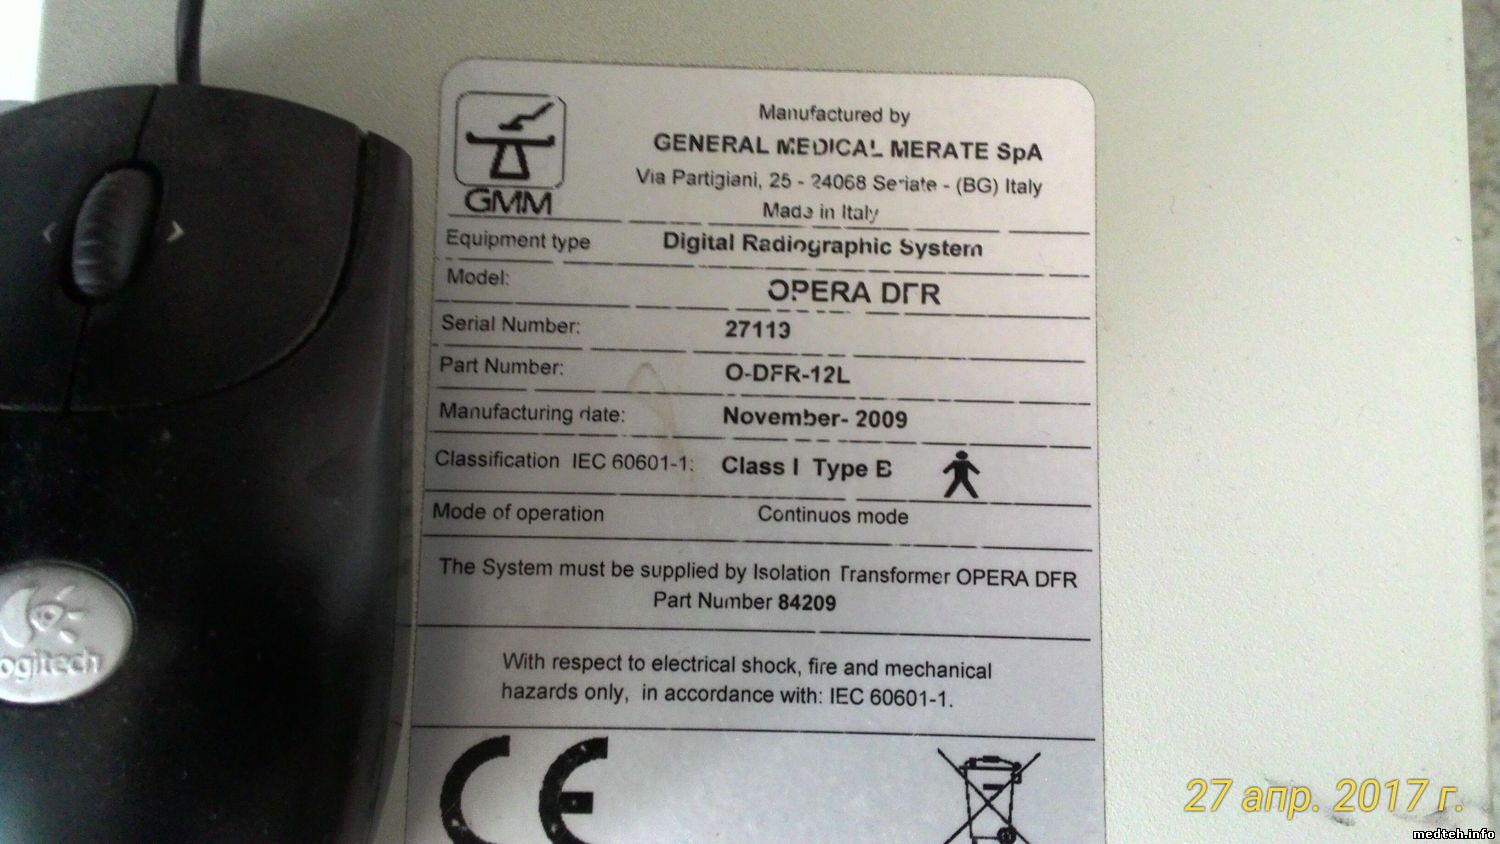 GMM
Manufactured by
GENERAL MEDICAL MERATE SpA
Via Partigiani, 25 - 24068 Seriate - (BG) Italy
Made in Italy
Equipment type Digital Radiographic System
Model: OPERA DFR
Serial Number: 27113
Part Number: O-DFR-12L
Manufacturing date: November- 2009
Classification IEC 60601-1: Class I Type B
Mode of operation Continuos mode
The System must be supplied by Isolation Transformer OPERA DFR
Part Number 84209
With respect to electrical shock, fire and mechanical
hazards only, in accordance with: IEC 60601-1.
CE
ogitech
27 апр. 2017 г.
medteh.info